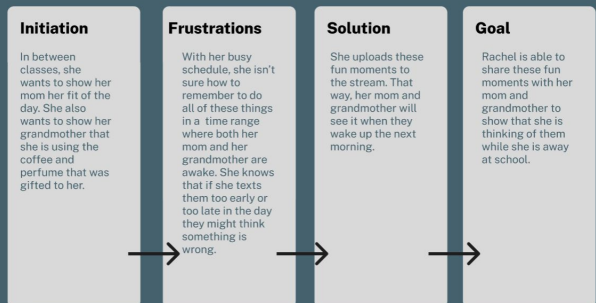 Initiation
In between
classes, she
wants to show her
mom her fit of the
day. She also
wants to show her
grandmother that
she is using the
coffee and
perfume that was
gifted to her.
Frustrations
With her busy
schedule, she isn't
sure how to
remember to do
all of these things
in a time range
where both her
mom and her
grandmother are
awake. She knows
that if she texts
them too early or
too late in the day
they might think
something is
wrong.
Solution
She uploads these
fun moments to
the stream. That
way, her mom and
grandmother will
see it when they
wake up the next
morning.
Goal
Rachel is able to
share these fun
moments with her
mom and
grandmother to
show that she is
thinking of them
while she is away
at school.